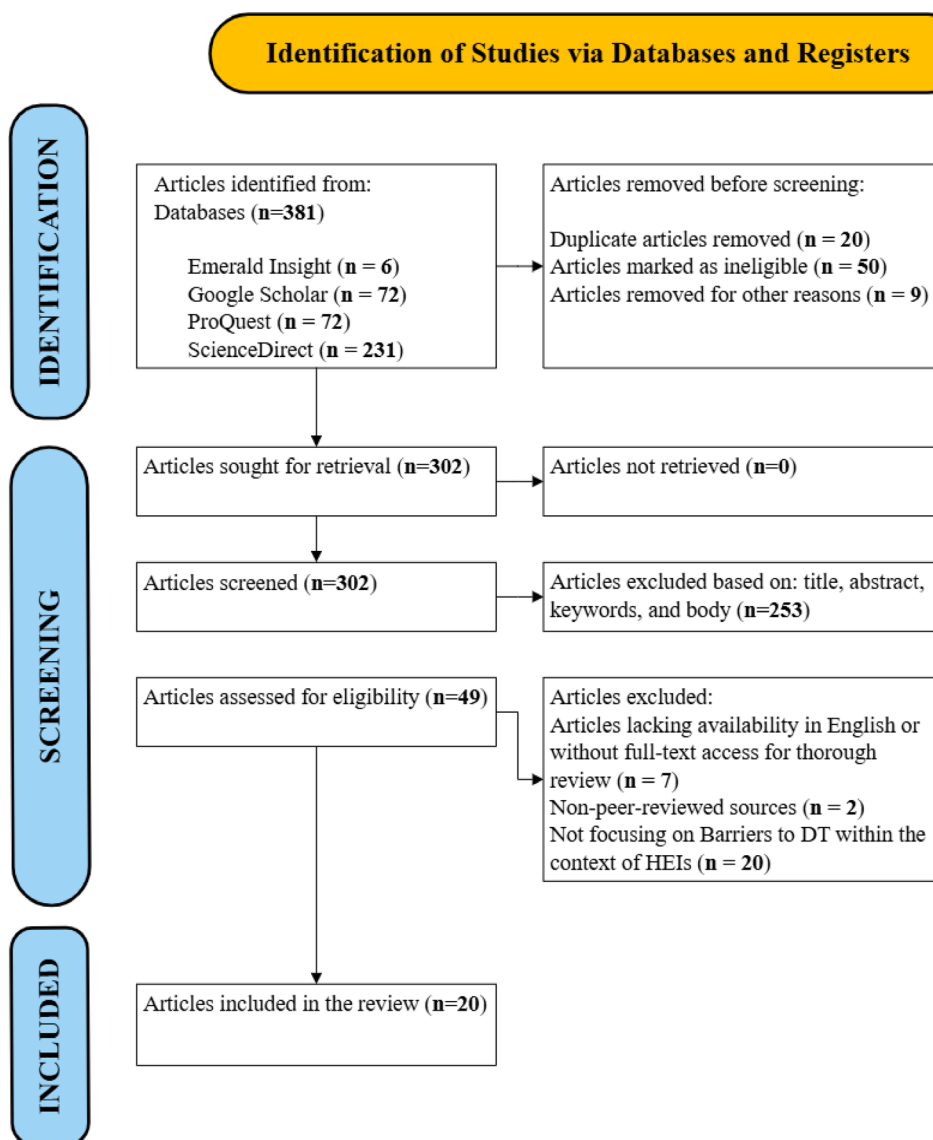 Identification of Studies via Databases and Registers
IDENTIFICATION
Articles identified from:
Databases (n=381)
Emerald Insight (n = 6)
Google Scholar (n = 72)
ProQuest (n = 72)
ScienceDirect (n = 231)
Articles removed before screening:
Duplicate articles removed (n = 20)
Articles marked as ineligible (n = 50)
Articles removed for other reasons (n = 9)
SCREENING
Articles sought for retrieval (n=302)
Articles not retrieved (n=0)
Articles screened (n=302)
Articles excluded based on: title, abstract,
keywords, and body (n=253)
Articles assessed for eligibility (n=49)
Articles excluded:
Articles lacking availability in English or
without full-text access for thorough
review (n = 7)
Non-peer-reviewed sources (n = 2)
Not focusing on Barriers to DT within the
context of HEIs (n = 20)
INCLUDED
Articles included in the review (n=20)